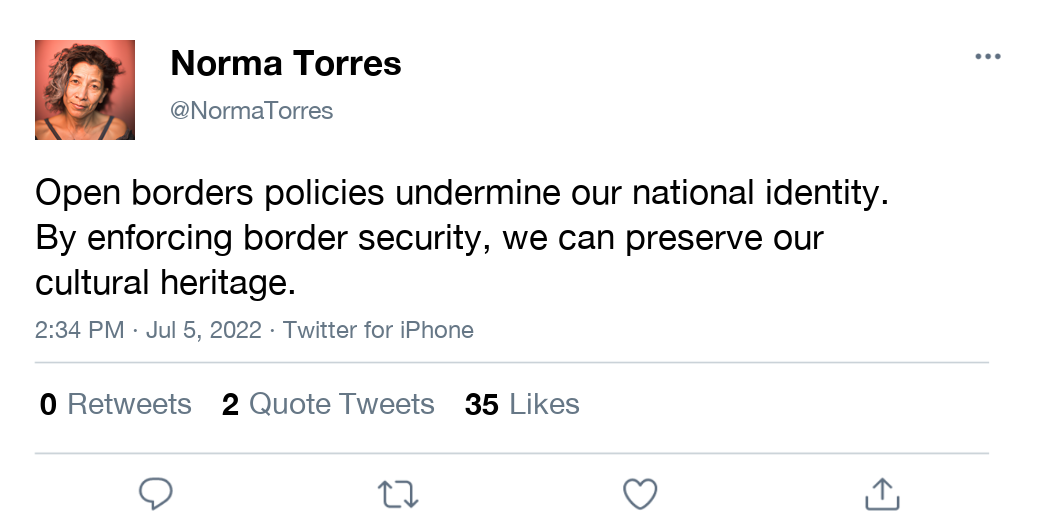 Norma Torres
@NormaTorres
Open borders policies undermine our national identity.
By enforcing border security, we can preserve our
cultural heritage.
2:34 PM · Jul 5, 2022 · Twitter for iPhone
0 Retweets 2 Quote Tweets 35 Likes